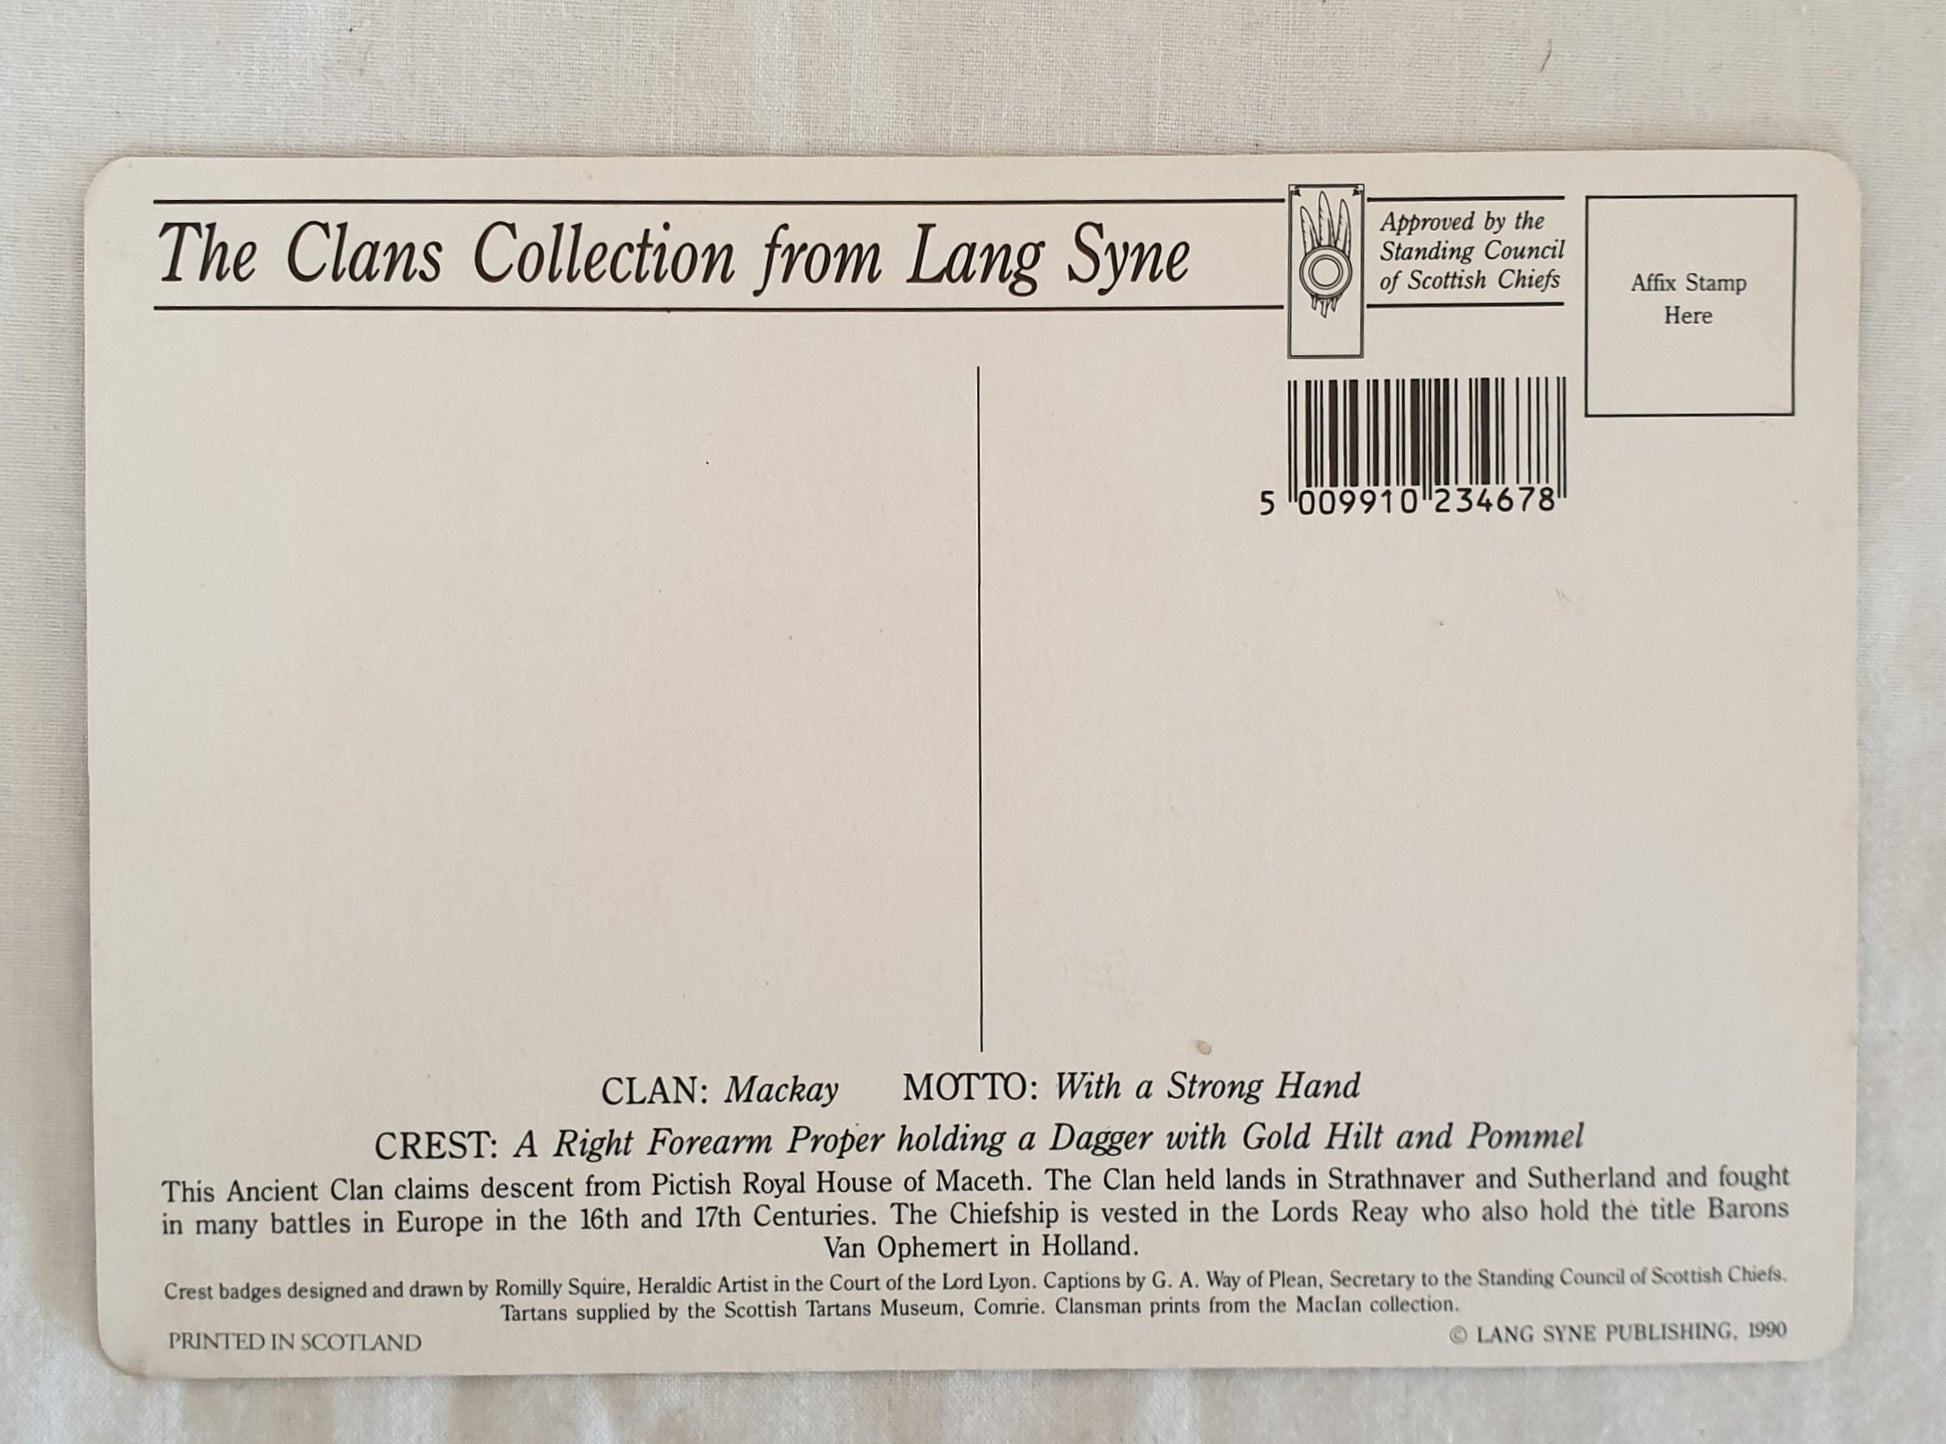 The Clans Collection from Lang Syne
Approved by the
Standing Council
of Scottish Chiefs
Affix Stamp
Here
5 009910 234678
CLAN: Mackay MOTTO: With a Strong Hand
CREST: A Right Forearm Proper holding a Dagger with Gold Hilt and Pommel
This Ancient Clan claims descent from Pictish Royal House of Maceth. The Clan held lands in Strathnaver and Sutherland and fought
in many battles in Europe in the 16th and 17th Centuries. The Chiefship is vested in the Lords Reay who also hold the title Barons
Van Ophemert in Holland.
Crest badges designed and drawn by Romilly Squire, Heraldic Artist in the Court of the Lord Lyon. Captions by G. A. Way of Plean, Secretary to the Standing Council of Scottish Chiefs.
Tartans supplied by the Scottish Tartans Museum, Comrie. Clansman prints from the MacIan collection.
PRINTED IN SCOTLAND
© LANG SYNE PUBLISHING, 1990